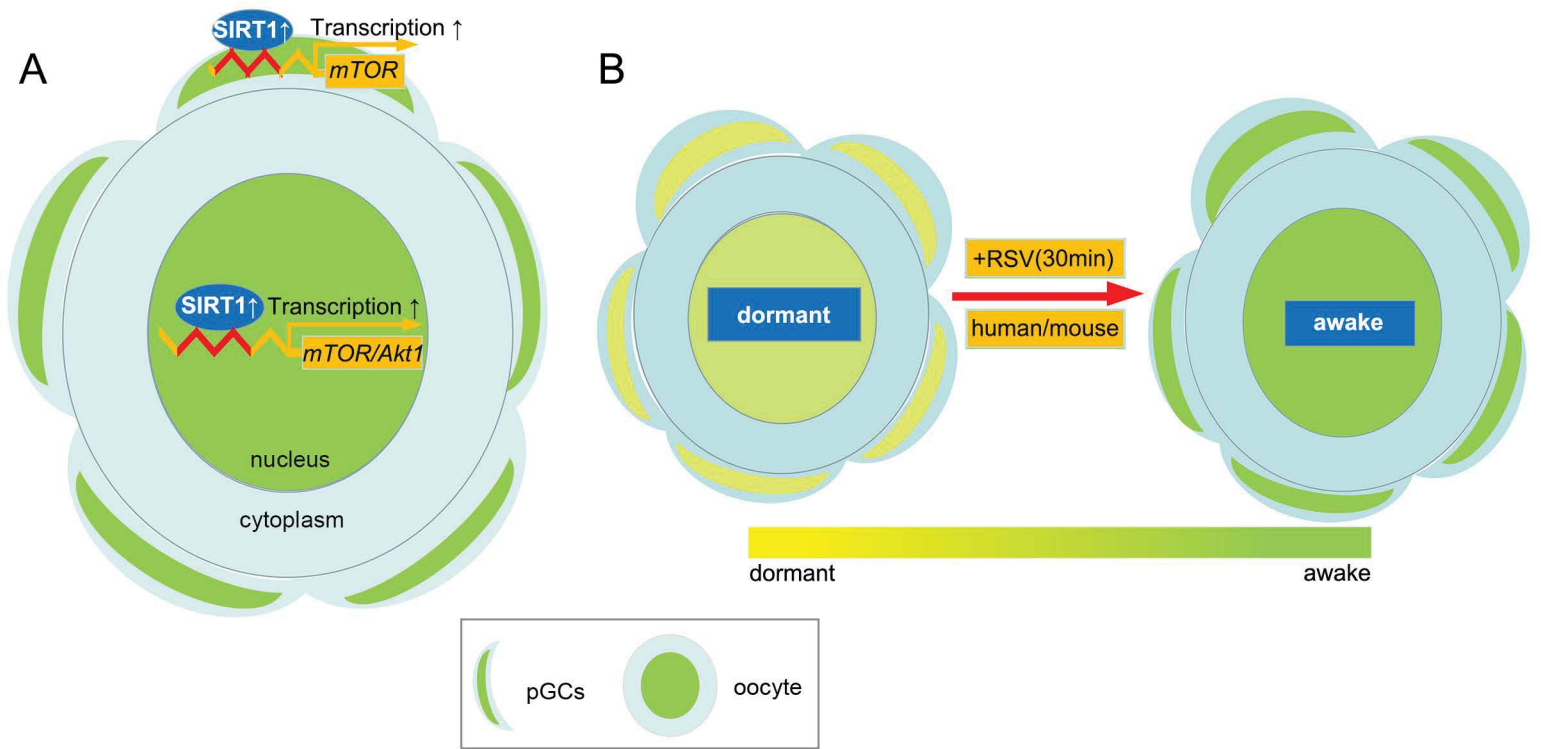 A
SIRT1↑ Transcription ↑
mTOR
SIRT1↑ Transcription ↑
mTOR/Akt1
nucleus
cytoplasm
B
dormant
+RSV(30min)
human/mouse
awake
dormant awake
pGCs oocyte